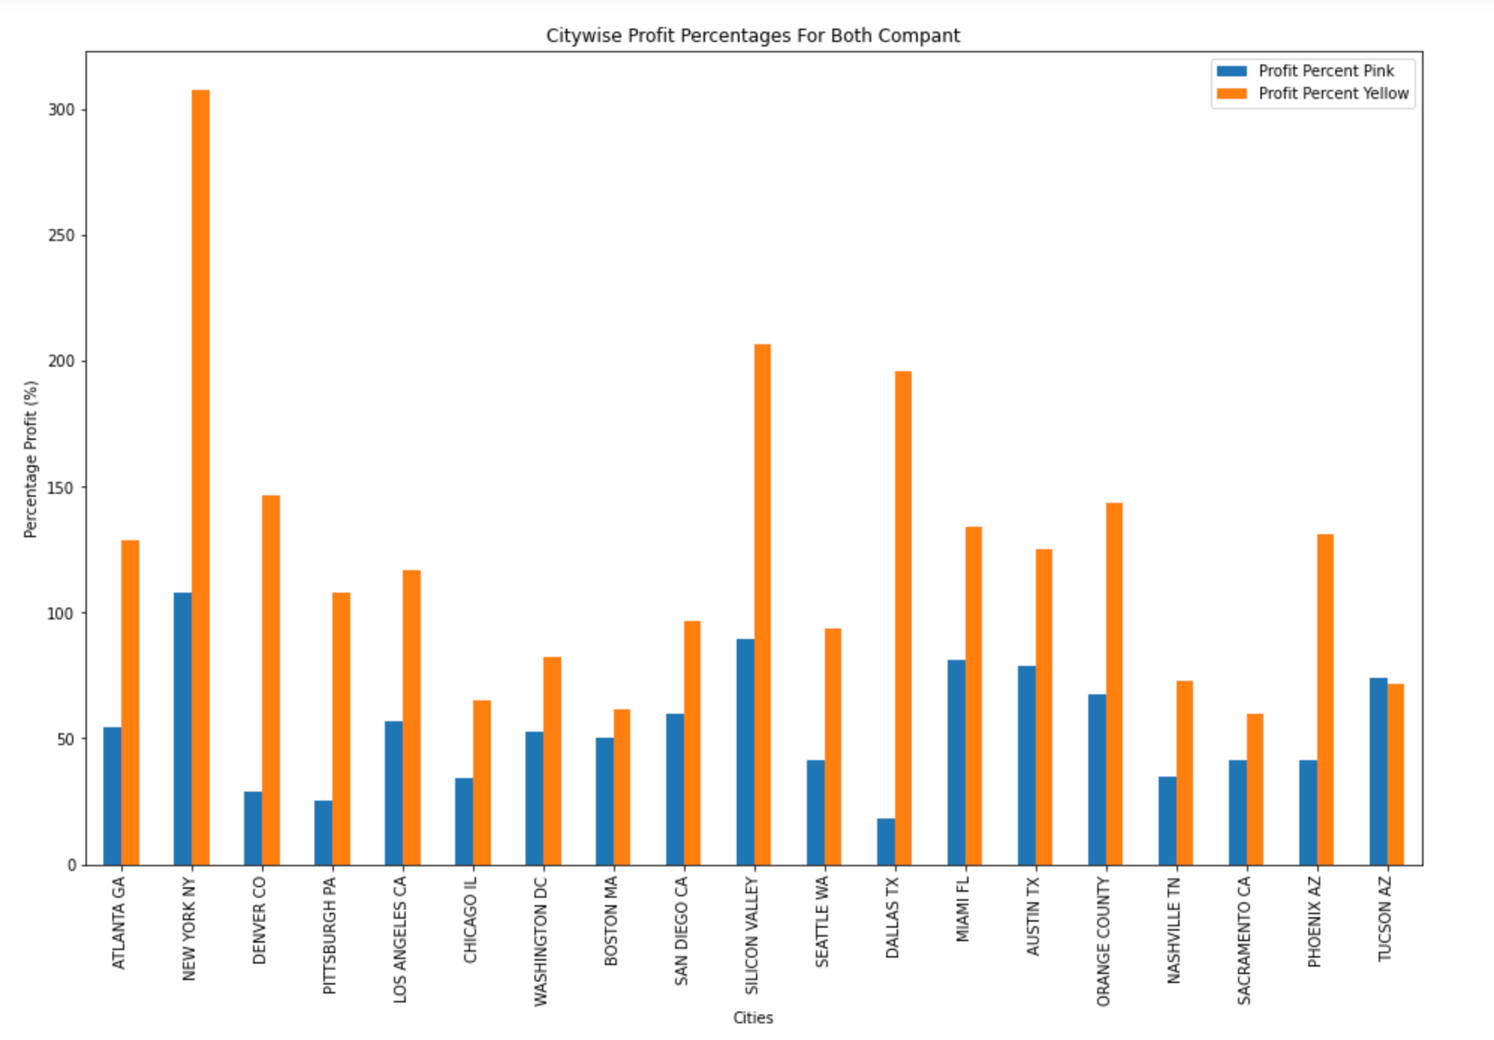 Citywise Profit Percentages For Both Compant
Profit Percent Pink
Profit Percent Yellow
300
250
200
150
100
50
0
Percentage Profit (%)
ATLANTA GA
NEW YORK NY
DENVER CO
PITTSBURGH PA
LOS ANGELES CA
CHICAGO IL
WASHINGTON DC
BOSTON MA
SAN DIEGO CA
SILICON VALLEY
SEATTLE WA
DALLAS TX
MIAMI FL
AUSTIN TX
ORANGE COUNTY
NASHVILLE TN
SACRAMENTO CA
PHOENIX AZ
TUCSON AZ
Cities